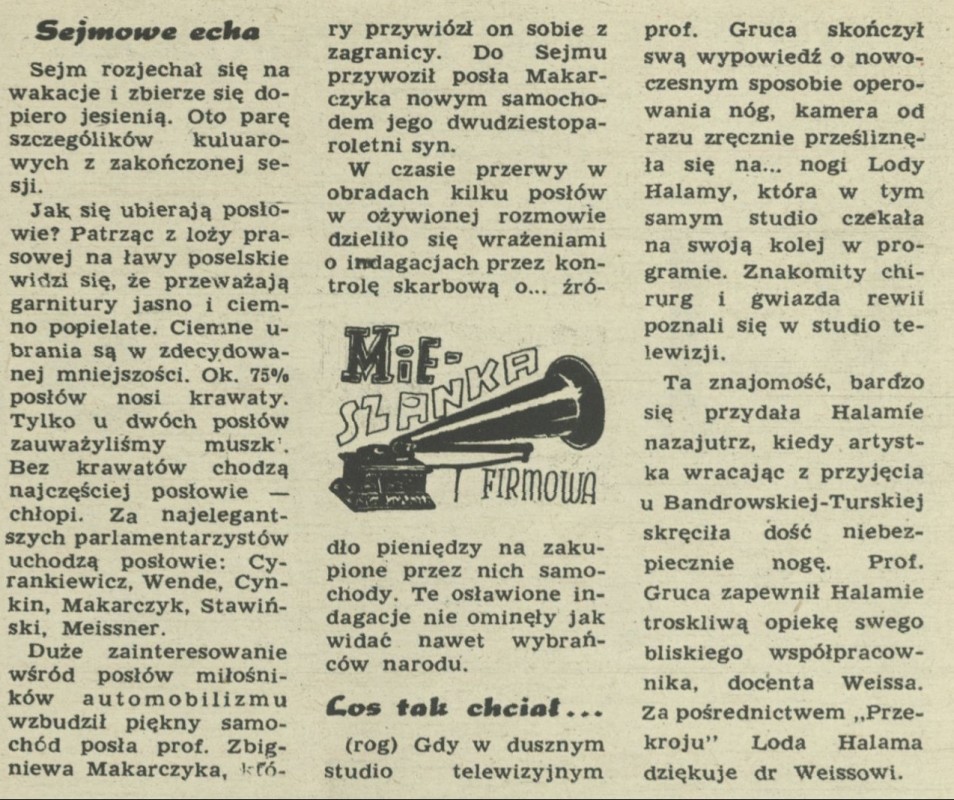 Sejmowe echa
Sejm rozjechał się na
wakacje i zbierze się do-
piero jesienią. Oto parę
szczególików kuluaro-
wych z zakończonej se-
sji.
Jak się ubierają posło-
wie? Patrząc z loży pra-
sowej na ławy poselskie
widzi się, że przeważają
garnitury jasno i ciem-
no popielate. Ciemne u-
brania są w zdecydowa-
nej mniejszości. Ok. 75%
posłów nosi krawaty.
Tylko u dwóch posłów
zauważyliśmy
Bez krawatów chodzą
najczęściej posłowie —
chłopi. Za najelegant-
szych parlamentarzystów
uchodzą posłowie: Cy-
rankiewicz, Wende, Cyn-
kin, Makarczyk, Stawiń-
ski, Meissner.
Duże zainteresowanie
wśród posłów miłośni-
ków automobilizmu
wzbudził piękny samo-
chód posła prof. Zbig-
niewa Makarczyka, któ-
ry przywiózł on sobie z
zagranicy. Do Sejmu
przywoził posła Makar-
czyka nowym samocho-
dem jego dwudziestopa-
roletni syn.
W czasie przerwy w
obradach kilku posłów
w ożywionej rozmowie
dzieliło się wrażeniami
o indagacjach przez kon-
trolę skarbową o... źró-
MiE-
SZANKA
FIRMOWA
dło pieniędzy na zaku-
pione przez nich samo-
chody. Te osławione in-
dagacje nie ominęły jak
widać nawet wybrań-
ców narodu.
Los tak chciał...
(rog) Gdy w dusznym
studio telewizyjnym
prof. Gruca skończył
swą wypowiedź o nowo-
czesnym sposobie opero-
wania nóg, kamera od
razu zręcznie prześlizną-
ła się na... nogi Lody
Halamy, która w tym
samym studio czekała
na swoją kolej w pro-
gramie. Znakomity chi-
rurg i gwiazda rewii
poznali się w studio te-
lewizji.
Ta znajomość, bardzo
się przydała Halamie
nazajutrz, kiedy artyst-
ka wracając z przyjęcia
u Bandrowskiej-Turskiej
skręciła dość niebez-
piecznie nogę. Prof.
Gruca zapewnił Halamie
troskliwą opiekę swego
bliskiego współpracow-
nika, docenta Weissa.
Za pośrednictwem „Prze-
kroju” Loda Halama
dziękuje dr Weissowi.